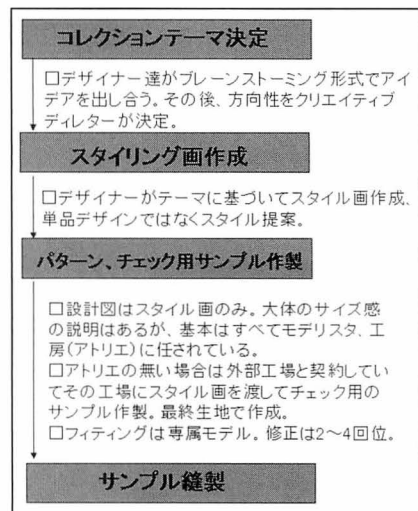 コレクションテーマ決定
□デザイナー達がブレーンストーミング形式でアイ
デアを出し合う。その後、方向性をクリエイティブ
ディレターが決定。
スタイリング画作成
□デザイナーがテーマに基づいてスタイル画作成、
単品デザインではなくスタイル提案。
パターン、チェック用サンプル作製
□設計図はスタイル画のみ。大体のサイズ感
の説明はあるが、基本はすべてモデリスタ、工
房(アトリエ)に任されている。
□アトリエの無い場合は外部工場と契約してい
てその工場にスタイル画を渡してチェック用の
サンプル作製。最終生地で作成。
□フィティングは専属モデル。修正は2～4回位。
サンプル縫製